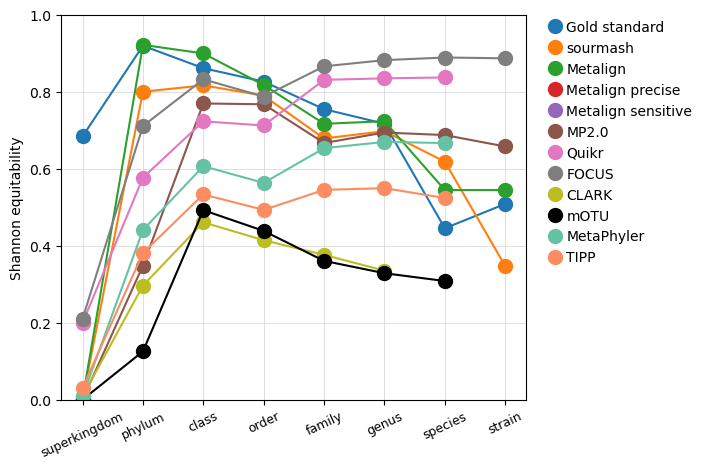 1.0
0.8
0.6
0.4
0.2
0.0
Shannon equitability
superkingdom
phylum
class
order
family
genus
species
strain
Gold standard
sourmash
Metalign
Metalign precise
Metalign sensitive
MP2.0
Quikr
FOCUS
CLARK
mOTU
MetaPhyler
TIPP